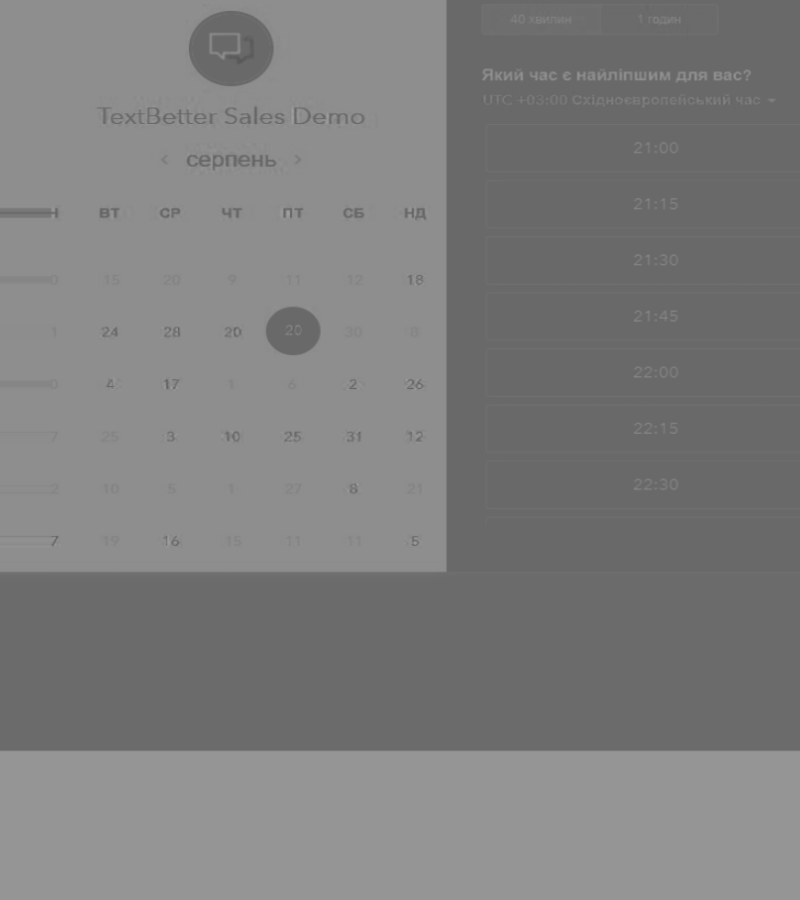 TextBetter Sales Demo
серпень
ВТ СР ЧТ ПТ СБ НД
15 20 9 11 12 18
24 28 20 20 30 8
4 17 1 6 2 26
7 25 3 10 25 31 12
2 10 5 1 27 8 21
7 19 16 15 11 11 5
40 хвилин 1 годин
Який час є найліпшим для вас?
UTC +03:00 Східноєвропейський час
21:00
21:15
21:30
21:45
22:00
22:15
22:30